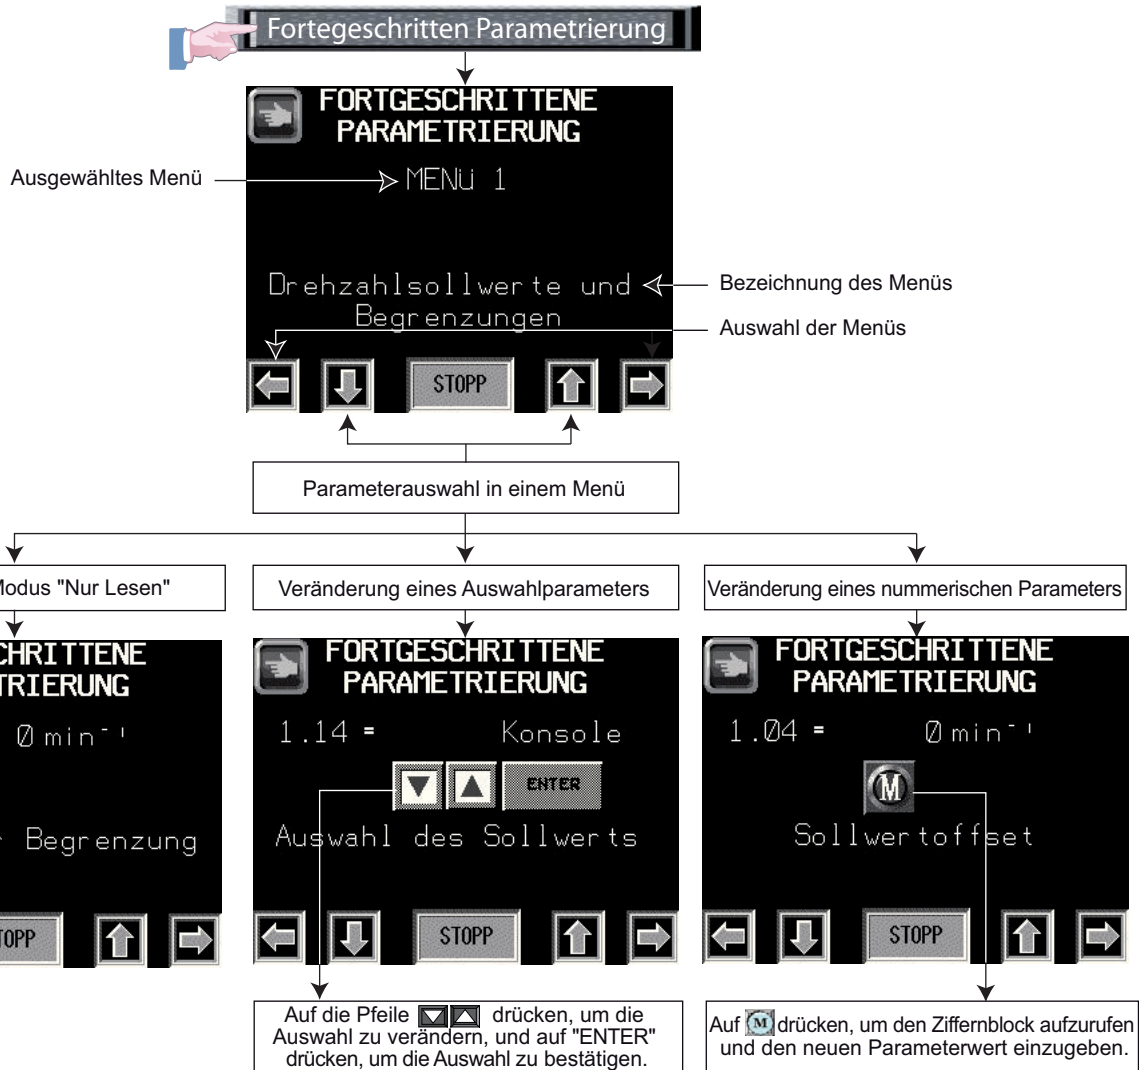 Fortegeschritten Parametrierung
FORTGESCHRITTENE
PARAMETRIERUNG
Ausgewähltes Menü
MENü 1
Drehzahlsollwerte und
Begrenzungen
Bezeichnung des Menüs
Auswahl der Menüs
STOPP
Parameterauswahl in einem Menü
Modus "Nur Lesen"
Veränderung eines Auswahlparameters
Veränderung eines nummerischen Parameters
CHRITTENE
TRIERUNG
0 min⁻¹
Begrenzung
TOPP
FORTGESCHRITTENE
PARAMETRIERUNG
1.14 = Konsole
ENTER
Auswahl des Sollwerts
STOPP
FORTGESCHRITTENE
PARAMETRIERUNG
1.04 = 0 min⁻¹
M
Sollwertoffset
STOPP
Auf die Pfeile drücken, um die
Auswahl zu verändern, und auf "ENTER"
drücken, um die Auswahl zu bestätigen.
Auf M drücken, um den Ziffernblock aufzurufen
und den neuen Parameterwert einzugeben.